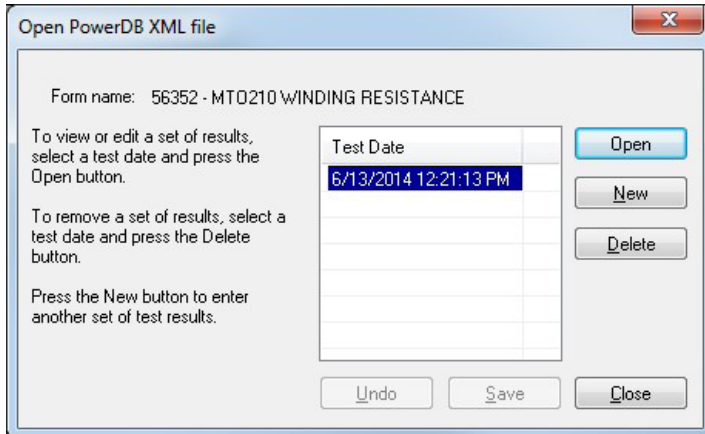 Open PowerDB XML file
Form name: 56352 - MTO210 WINDING RESISTANCE
To view or edit a set of results,
select a test date and press the
Open button.
To remove a set of results, select a
test date and press the Delete
button.
Press the New button to enter
another set of test results.
Test Date
6/13/2014 12:21:13 PM
Open
New
Delete
Undo
Save
Close